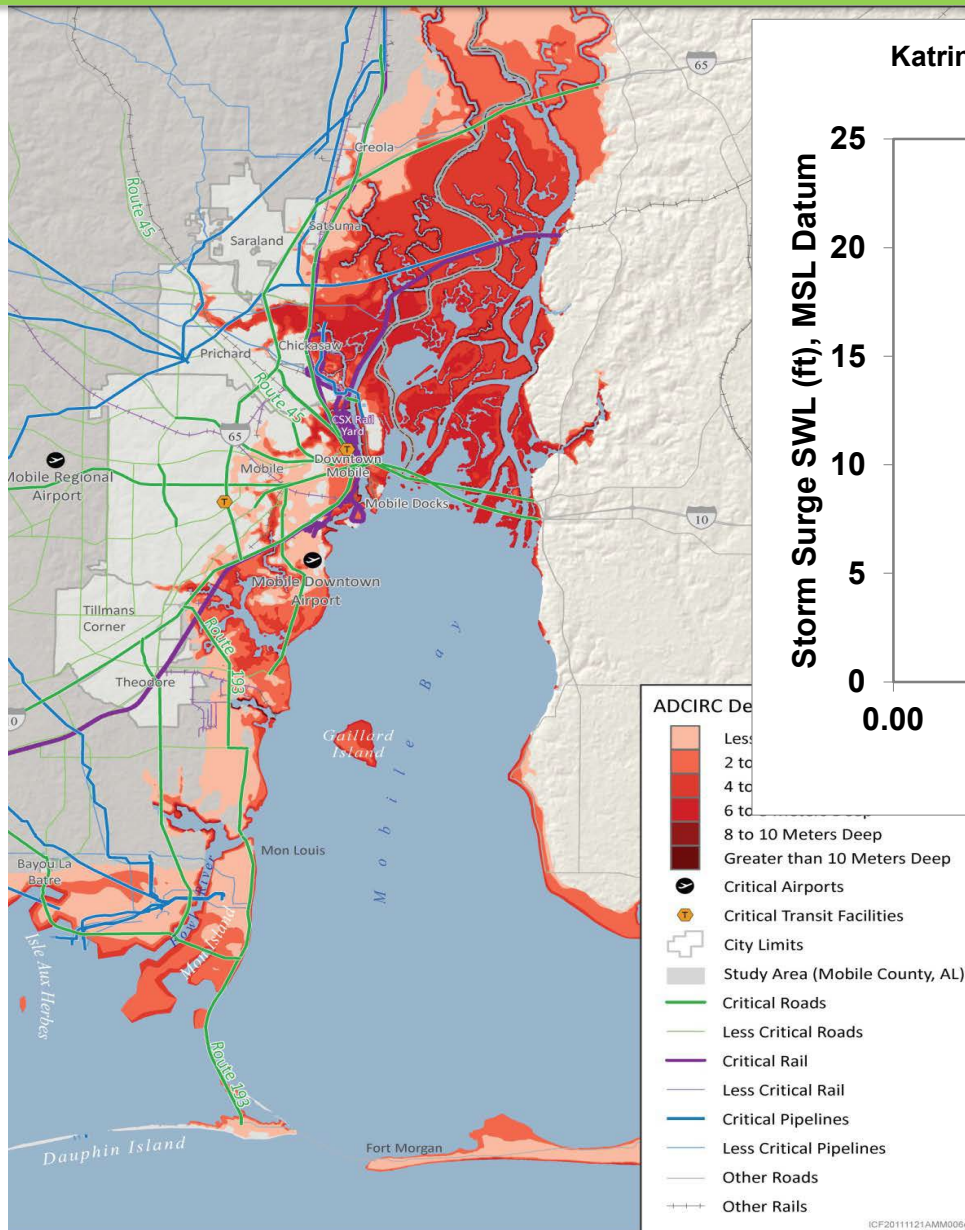 Katrin
25
20
15
10
5
0
0.00
Storm Surge SWL (ft), MSL Datum
65
Creola
Route 45
Satsuma
Saraland
Prichard
Chickasaw
Route 45
65
CSX Rail
Yard
T
Mobile
Downtown
Mobile
Mobile Regional
Airport
T
Mobile Docks
10
Mobile Downtown
Airport
Tillmans
Corner
Route 193
Theodore
0
Gaillard
Island
Mobile Bay
Mon Louis
Bayou La
Batre
Fowl River
Mon Island
Isle Aux Herbes
Route 193
Dauphin Island
Fort Morgan
ADCIRC De
Less
2 to
4 to
6 to
8 to 10 Meters Deep
Greater than 10 Meters Deep
Critical Airports
T Critical Transit Facilities
City Limits
Study Area (Mobile County, AL)
Critical Roads
Less Critical Roads
Critical Rail
Less Critical Rail
Critical Pipelines
Less Critical Pipelines
Other Roads
Other Rails
ICF20111121AMM006